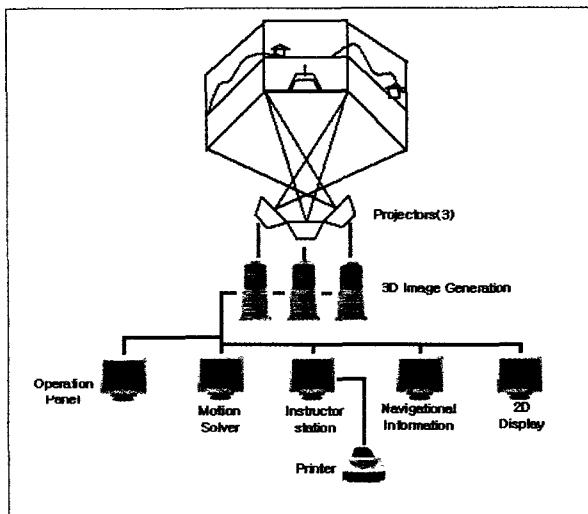 Projectors(3)
3D Image Generation
Operation
Panel
Motion
Solver
Instructor
station
Navigational
Information
2D
Display
Printer